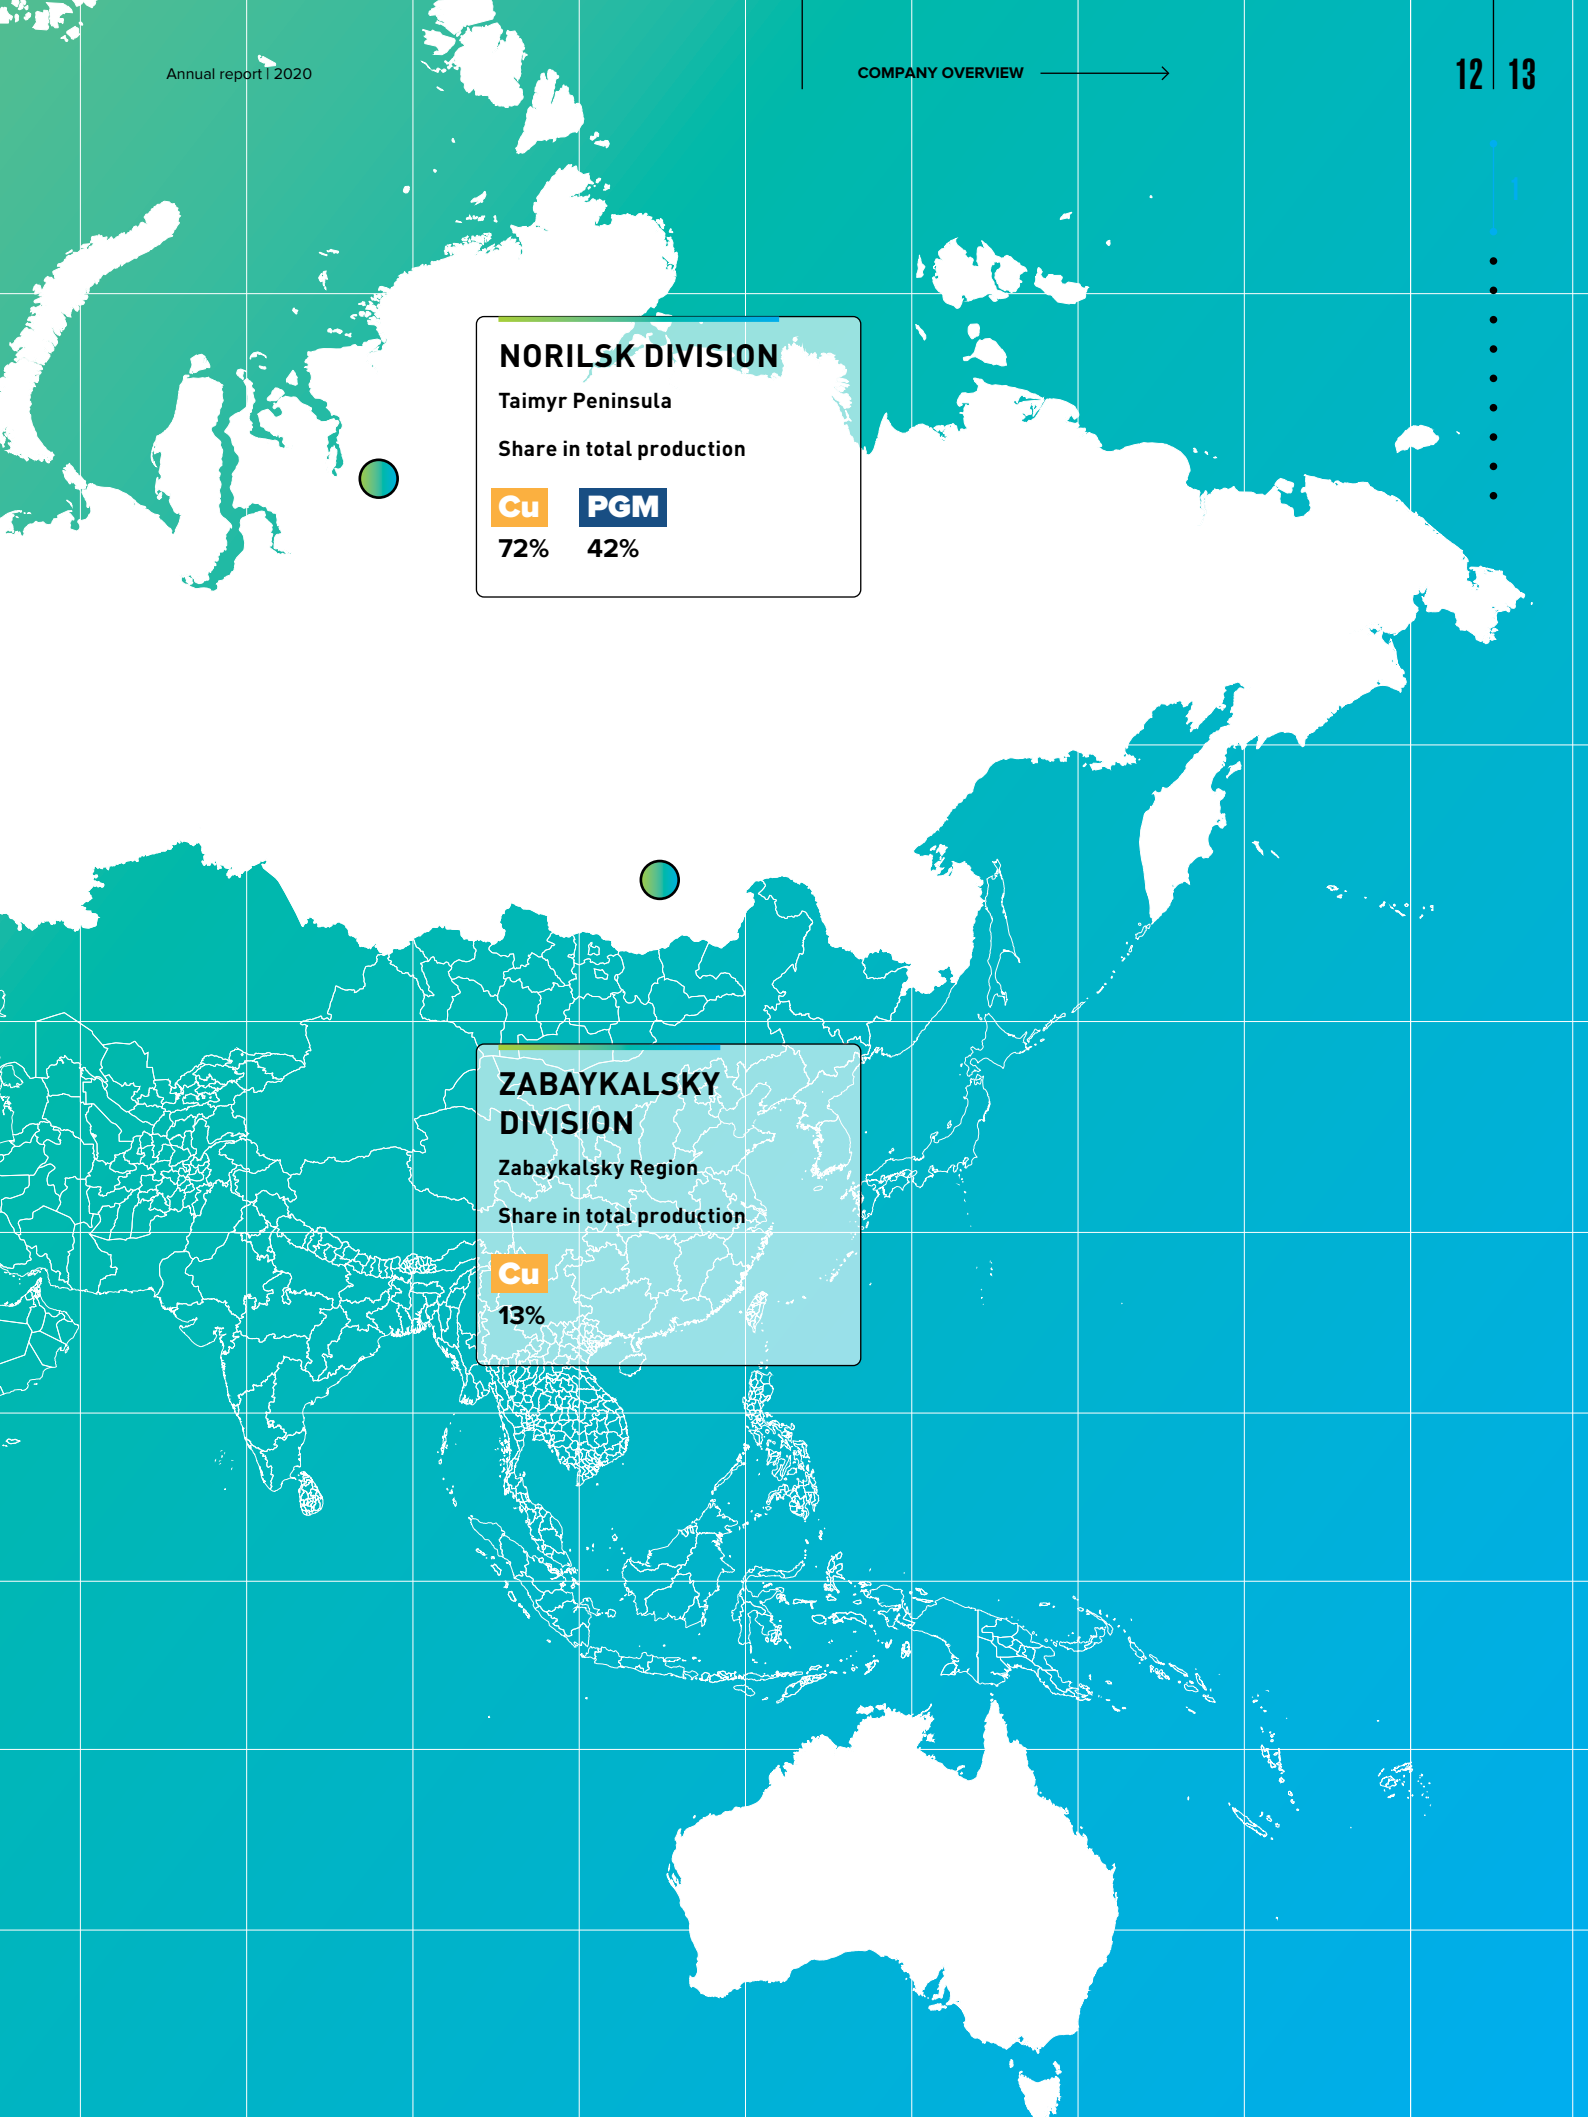 Annual report | 2020
COMPANY OVERVIEW
12 13
NORILSK DIVISION
Taimyr Peninsula
Share in total production
Cu PGM
72% 42%
ZABAYKALSKY
DIVISION
Zabaykalsky Region
Share in total production
Cu
13%